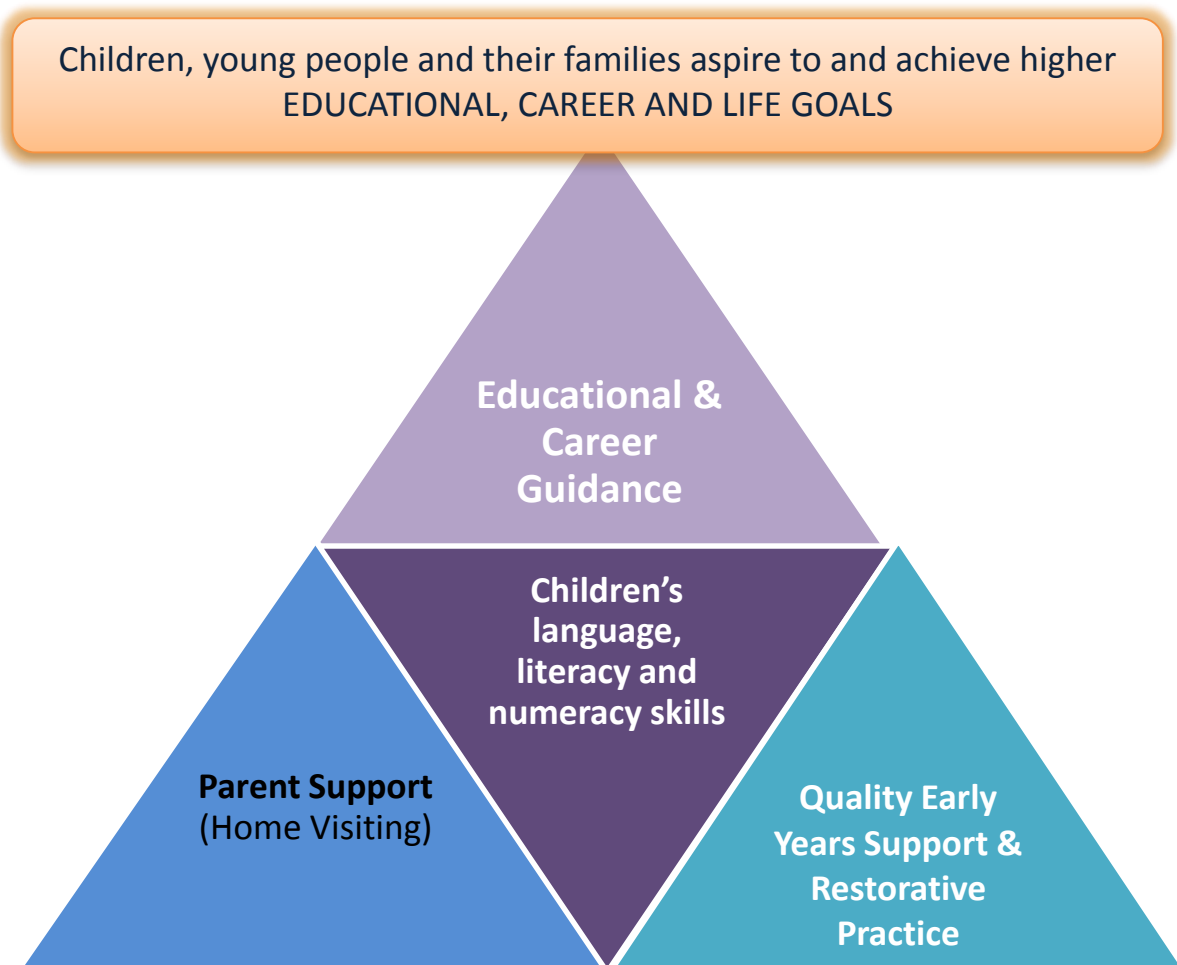 Children, young people and their families aspire to and achieve higher
EDUCATIONAL, CAREER AND LIFE GOALS
Educational &
Career
Guidance
Children’s
language,
literacy and
numeracy skills
Parent Support
(Home Visiting)
Quality Early
Years Support &
Restorative
Practice